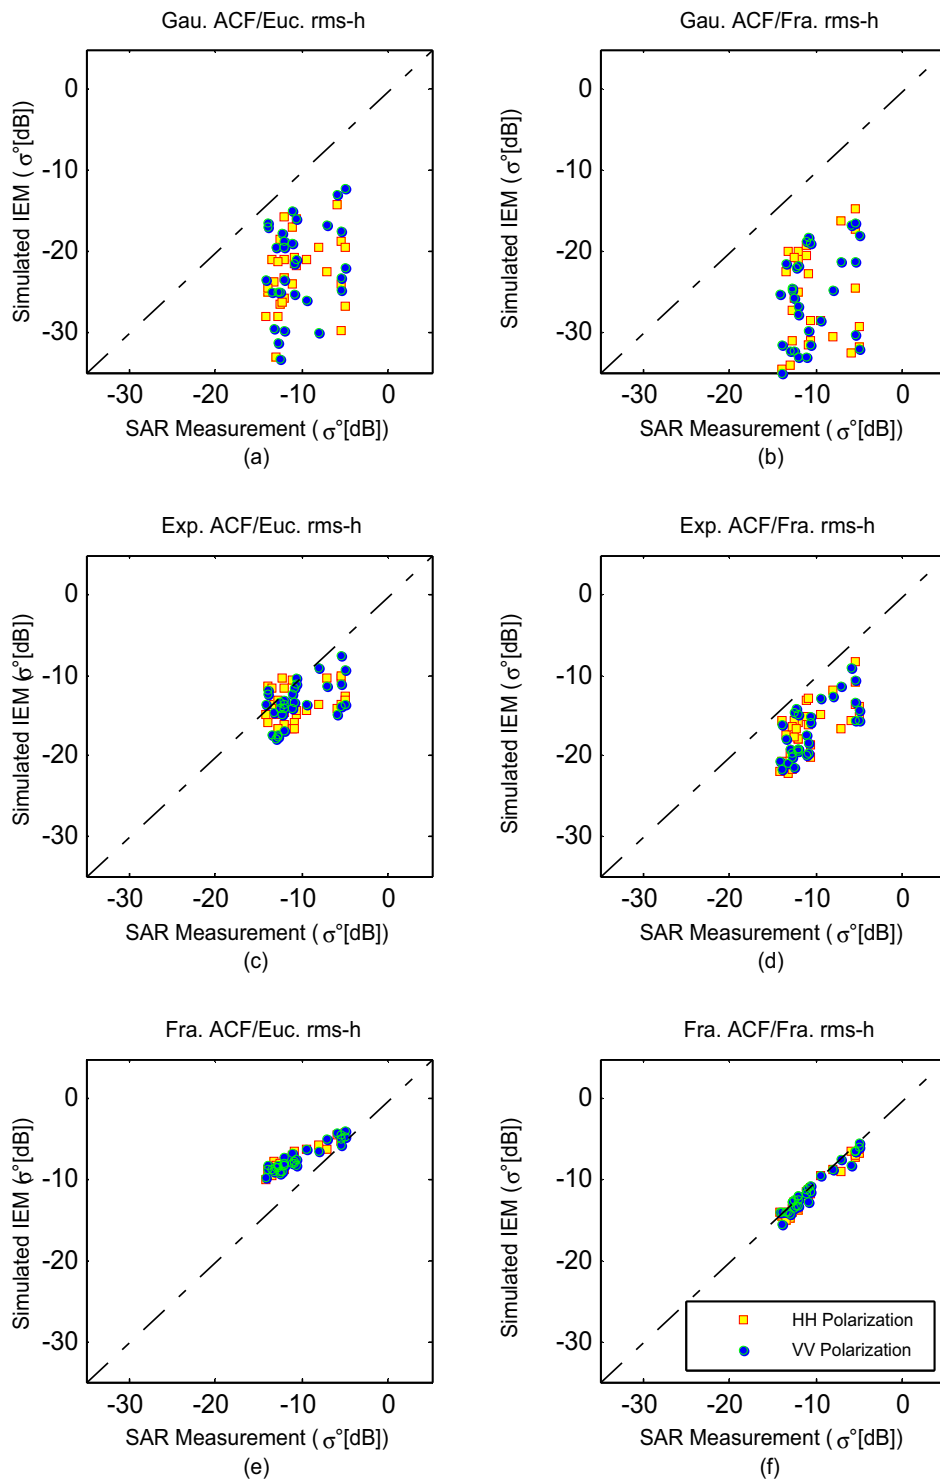 Gau. ACF/Euc. rms-h
Gau. ACF/Fra. rms-h
Simulated IEM ( σ°[dB])
0
-10
-20
-30
-30 -20 -10 0
SAR Measurement ( σ°[dB])
(a)
Simulated IEM ( σ°[dB])
0
-10
-20
-30
-30 -20 -10 0
SAR Measurement ( σ°[dB])
(b)
Exp. ACF/Euc. rms-h
Exp. ACF/Fra. rms-h
Simulated IEM ( σ°[dB])
0
-10
-20
-30
-30 -20 -10 0
SAR Measurement ( σ°[dB])
(c)
Simulated IEM ( σ°[dB])
0
-10
-20
-30
-30 -20 -10 0
SAR Measurement ( σ°[dB])
(d)
Fra. ACF/Euc. rms-h
Fra. ACF/Fra. rms-h
Simulated IEM ( σ°[dB])
0
-10
-20
-30
-30 -20 -10 0
SAR Measurement ( σ°[dB])
(e)
Simulated IEM ( σ°[dB])
0
-10
-20
-30
HH Polarization
VV Polarization
-30 -20 -10 0
SAR Measurement ( σ°[dB])
(f)